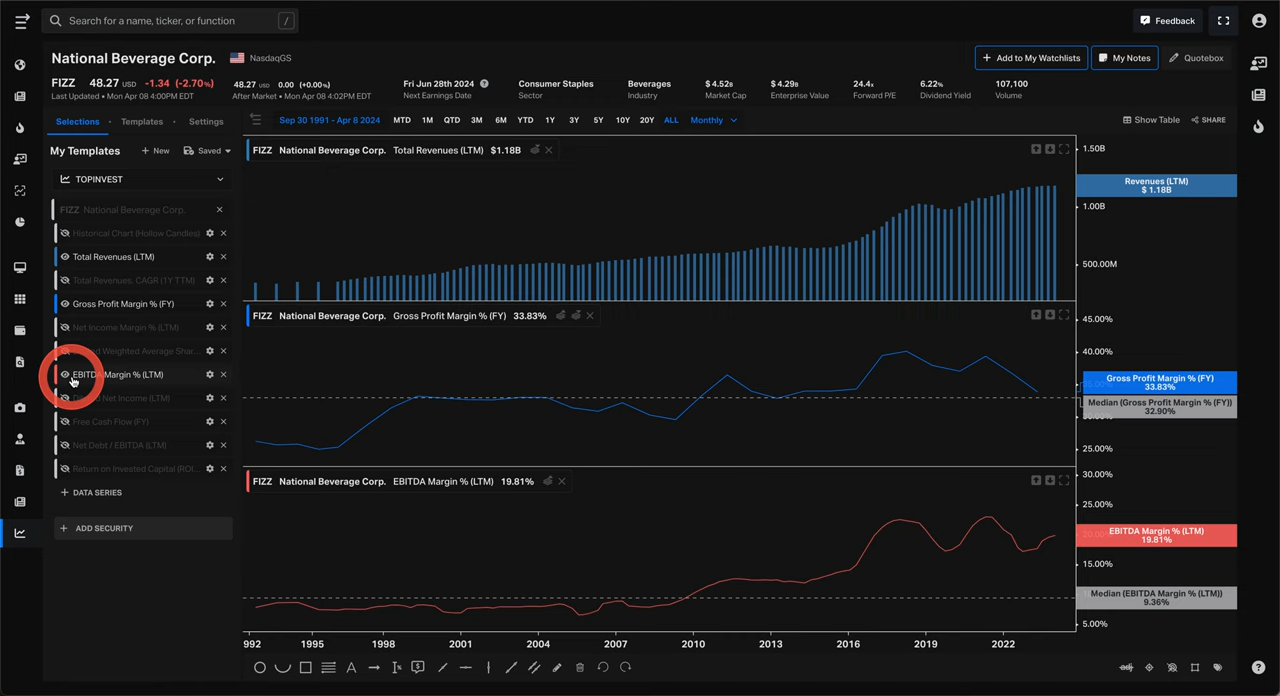 Search for a name, ticker, or function /
Feedback
National Beverage Corp. NasdaqGS
+ Add to My Watchlists My Notes Quotebox
FIZZ 48.27 USD -1.34 (-2.70%)
Last Updated • Mon Apr 08 4:00PM EDT
48.27 USD 0.00 (+0.00%)
After Market • Mon Apr 08 4:02PM EDT
Fri Jun 28th 2024 ?
Next Earnings Date
Consumer Staples
Sector
Beverages
Industry
$ 4.52B
Market Cap
$ 4.29B
Enterprise Value
24.4x
Forward P/E
6.22%
Dividend Yield
107,100
Volume
Selections • Templates • Settings
Sep 30 1991 - Apr 8 2024 MTD 1M QTD 3M 6M YTD 1Y 3Y 5Y 10Y 20Y ALL Monthly
Show Table SHARE
My Templates + New Saved
TOPINVEST
FIZZ National Beverage Corp.
Historical Chart (Hollow Candles)
Total Revenues (LTM)
Total Revenues, CAGR (1Y TTM)
Gross Profit Margin % (FY)
Net Income Margin % (LTM)
Weighted Average Shar...
EBITDA Margin % (LTM)
Net Income (LTM)
Free Cash Flow (FY)
Net Debt / EBITDA (LTM)
Return on Invested Capital (ROI...
+ DATA SERIES
+ ADD SECURITY
FIZZ National Beverage Corp. Total Revenues (LTM) $1.18B
1.50B
Revenues (LTM)
$ 1.18B
1.00B
500.00M
FIZZ National Beverage Corp. Gross Profit Margin % (FY) 33.83%
45.00%
40.00%
Gross Profit Margin % (FY)
33.83%
Median (Gross Profit Margin % (FY))
32.90%
25.00%
FIZZ National Beverage Corp. EBITDA Margin % (LTM) 19.81%
30.00%
25.00%
EBITDA Margin % (LTM)
19.81%
15.00%
Median (EBITDA Margin % (LTM))
9.36%
5.00%
992 1995 1998 2001 2004 2007 2010 2013 2016 2019 2022